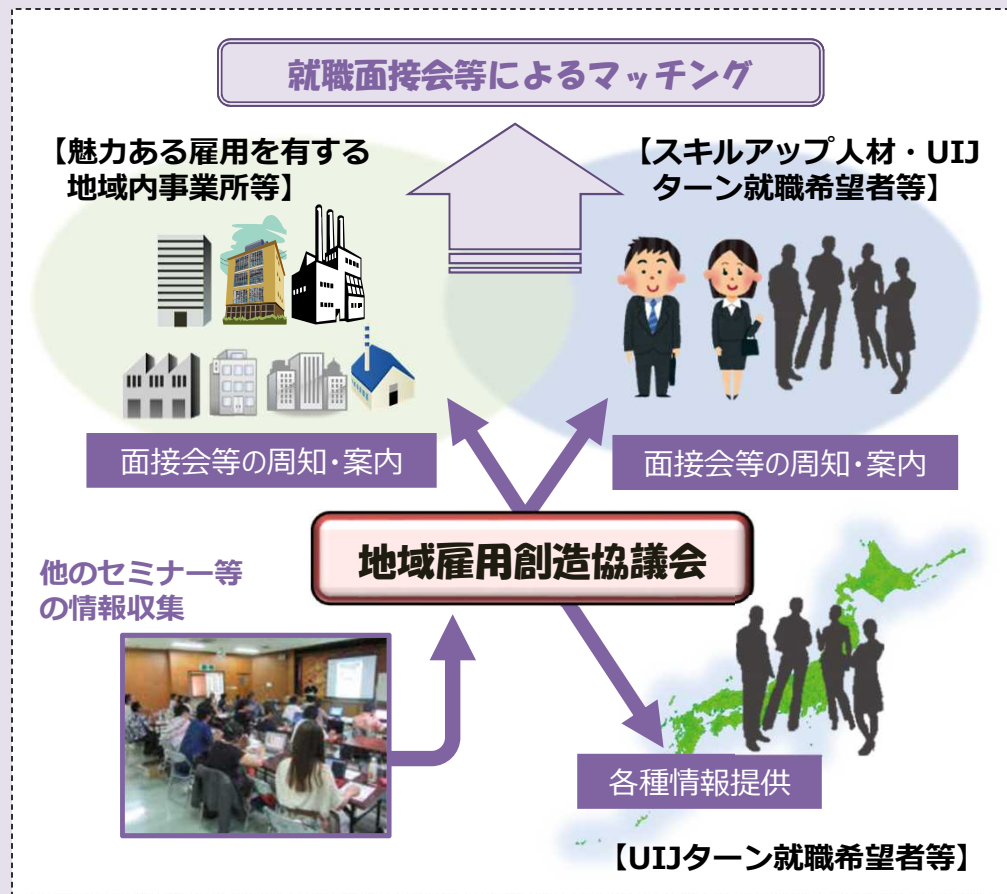 就職面接会等によるマッチング
【魅力ある雇用を有する
地域内事業所等】
【スキルアップ人材・UIJ
ターン就職希望者等】
面接会等の周知・案内
面接会等の周知・案内
地域雇用創造協議会
他のセミナー等
の情報収集
各種情報提供
【UIJターン就職希望者等】